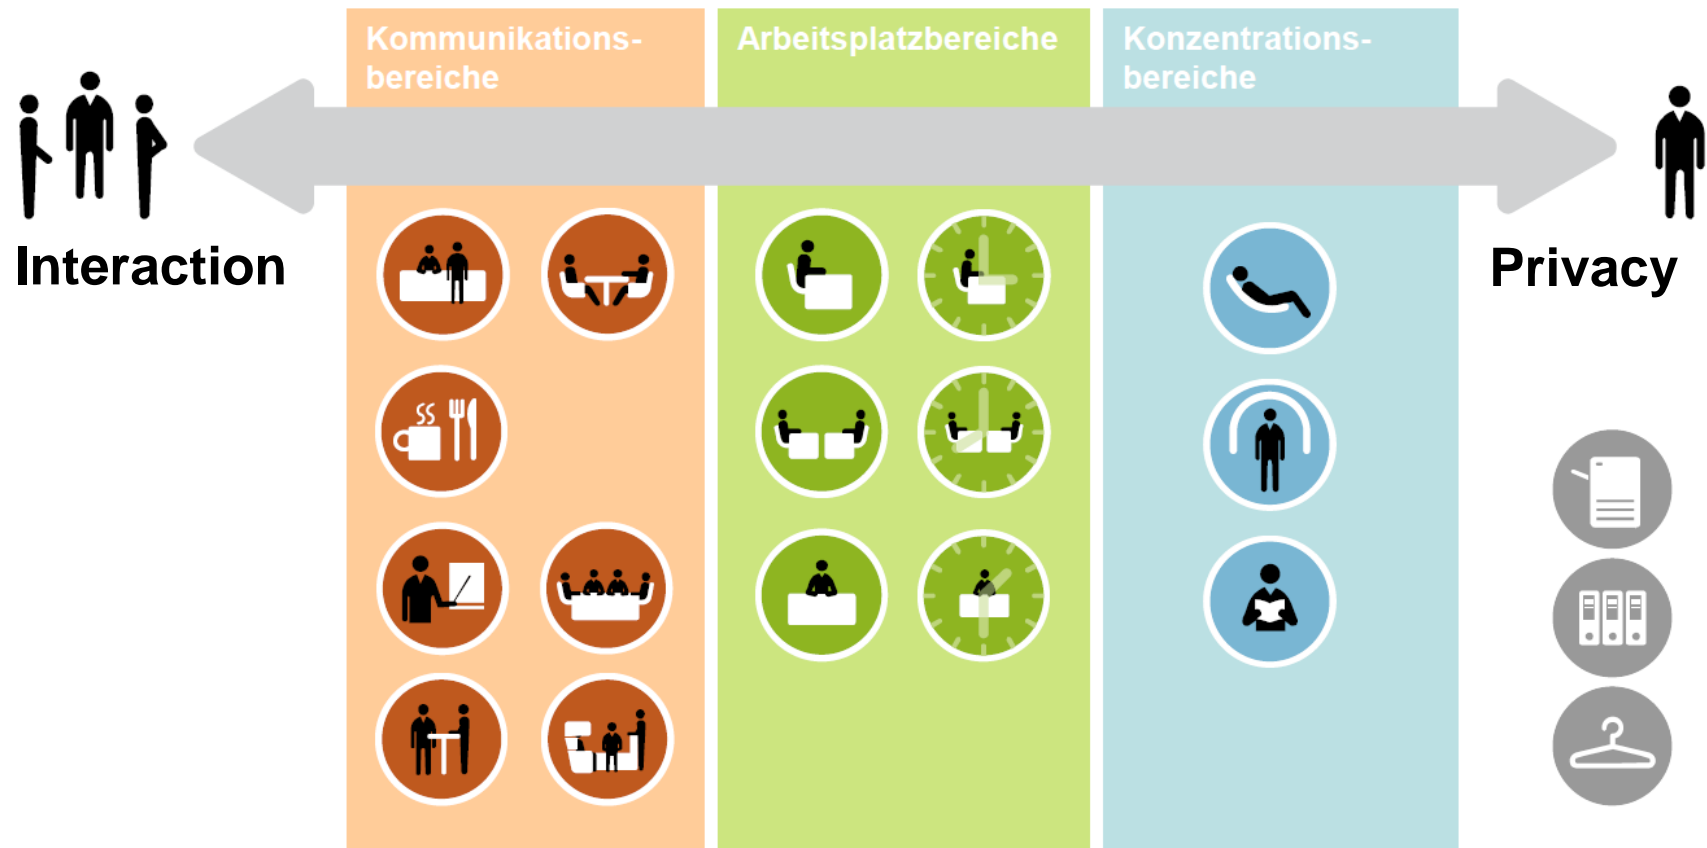 Kommunikations-
bereiche
Arbeitsplatzbereiche
Konzentrations-
bereiche
Interaction
Privacy